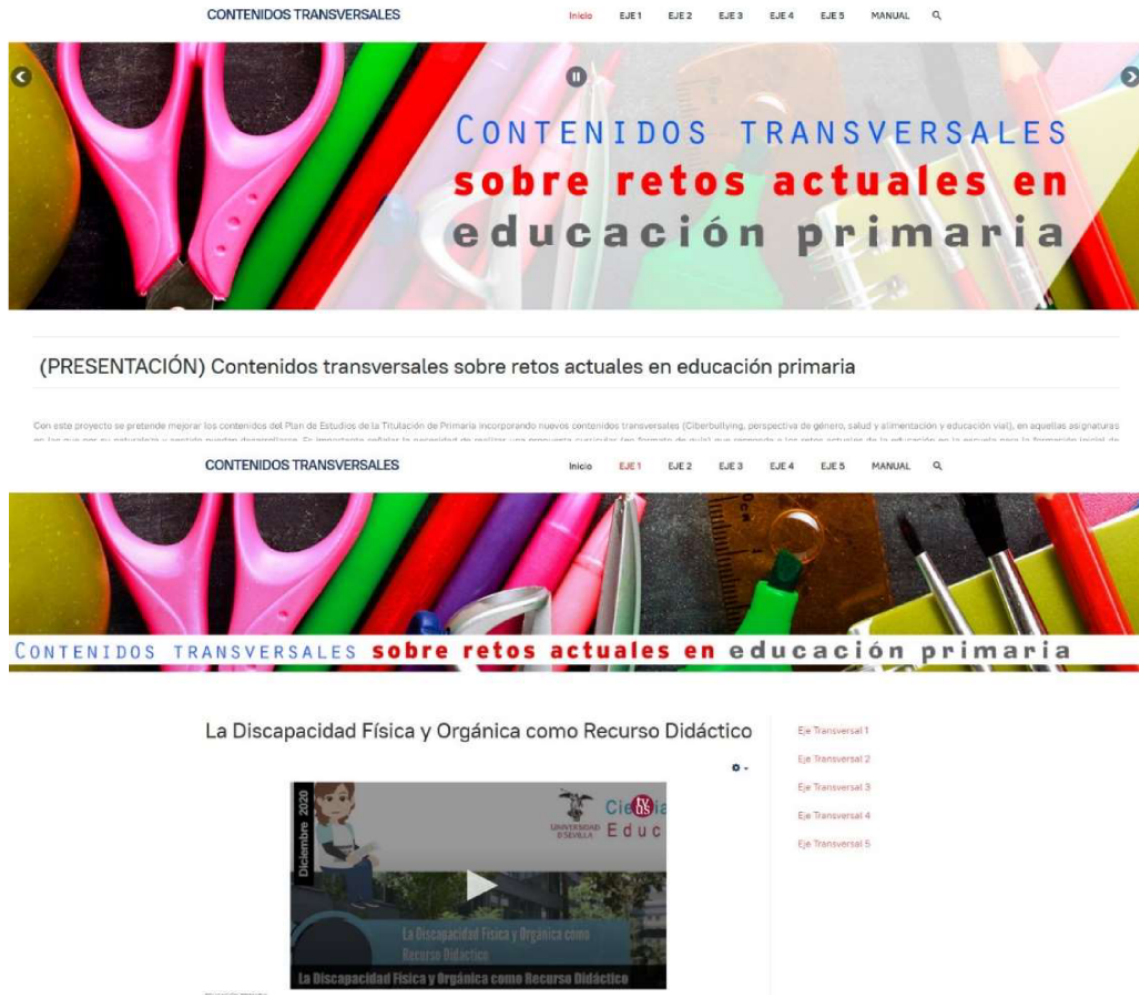 CONTENIDOS TRANSVERSALES
Inicio EJE 1 EJE 2 EJE 3 EJE 4 EJE 5 MANUAL
CONTENIDOS TRANSVERSALES
sobre retos actuales en
educación primaria
(PRESENTACIÓN) Contenidos transversales sobre retos actuales en educación primaria
Con este proyecto se pretende mejorar los contenidos del Plan de Estudios de la Titulación de Primaria incorporando nuevos contenidos transversales (Ciberbullying, perspectiva de género, salud y alimentación y educación vial), en aquellas asignaturas
CONTENIDOS TRANSVERSALES
Inicio EJE 1 EJE 2 EJE 3 EJE 4 EJE 5 MANUAL
CONTENIDOS TRANSVERSALES sobre retos actuales en educación primaria
La Discapacidad Física y Orgánica como Recurso Didáctico
Eje Transversal 1
Eje Transversal 2
Eje Transversal 3
Eje Transversal 4
Eje Transversal 5
Diciembre 2020
UNIVERSIDAD
D SEVILLA
tv
us
Educ
La Discapacidad Física y Orgánica como
Recurso Didáctico
La Discapacidad Física y Orgánica como Recurso Didáctico